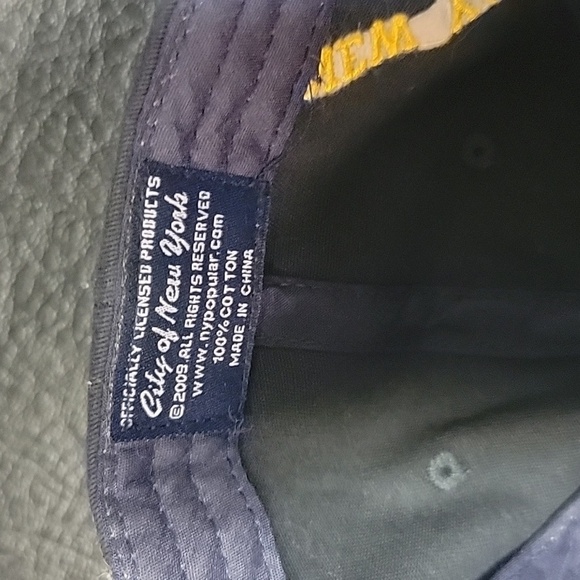 OFFICIALLY LICENSED PRODUCTS
City of New York
©2009 ALL RIGHTS RESERVED
www.nypopular.com
100% COTTON
MADE IN CHINA
NEW